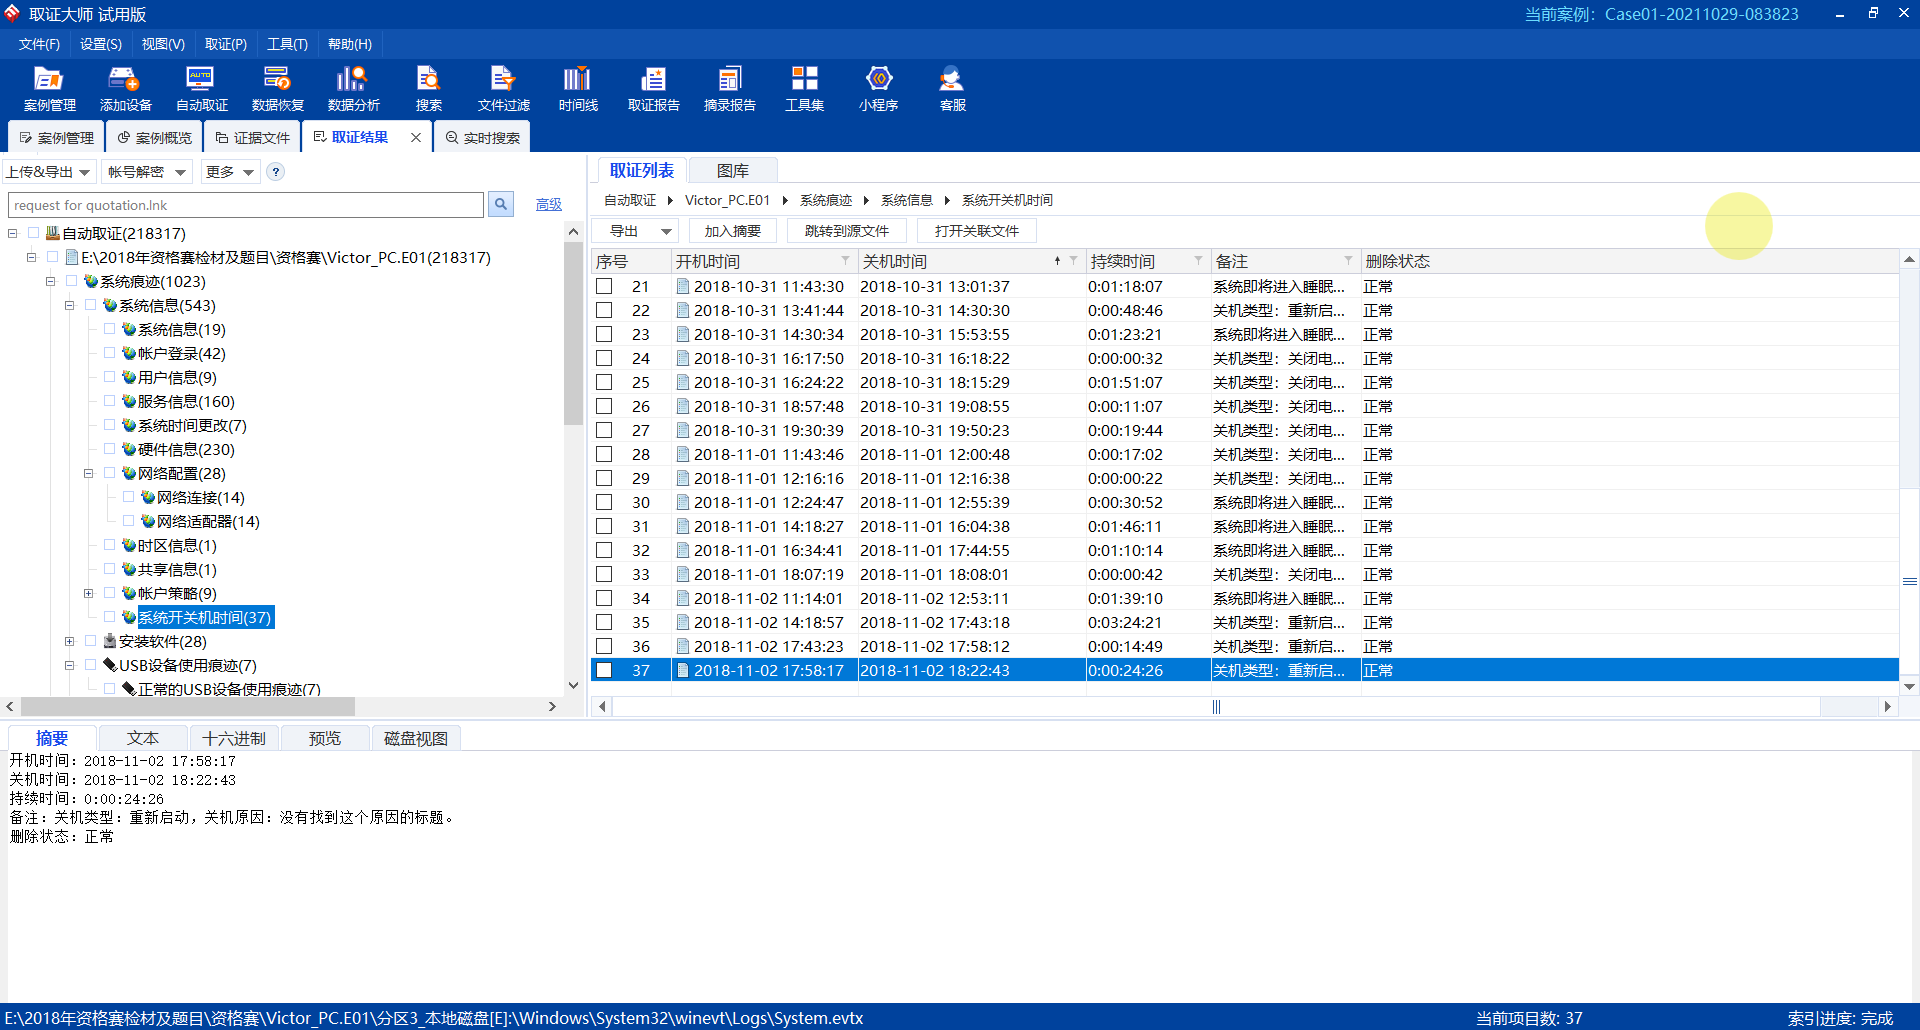 取证大师 试用版
当前案例：Case01-20211029-083823
文件(F) 设置(S) 视图(V) 取证(P) 工具(T) 帮助(H)
案例管理 添加设备 自动取证 数据恢复 数据分析 搜索 文件过滤 时间线 取证报告 摘录报告 工具集 小程序 客服
案例管理 案例概览 证据文件 取证结果 实时搜索
上传&导出 帐号解密 更多 ?
request for quotation.lnk 高级
自动取证(218317)
E:\2018年资格赛检材及题目\资格赛\Victor_PC.E01(218317)
系统痕迹(1023)
系统信息(543)
系统信息(19)
帐户登录(42)
用户信息(9)
服务信息(160)
系统时间更改(7)
硬件信息(230)
网络配置(28)
网络连接(14)
网络适配器(14)
时区信息(1)
共享信息(1)
帐户策略(9)
系统开关机时间(37)
安装软件(28)
USB设备使用痕迹(7)
正常的USB设备使用痕迹(7)
取证列表 图库
自动取证 Victor_PC.E01 系统痕迹 系统信息 系统开关机时间
导出 加入摘要 跳转到源文件 打开关联文件
序号 开机时间 关机时间 持续时间 备注 删除状态
21 2018-10-31 11:43:30 2018-10-31 13:01:37 0:01:18:07 系统即将进入睡眠... 正常
22 2018-10-31 13:41:44 2018-10-31 14:30:30 0:00:48:46 关机类型：重新启... 正常
23 2018-10-31 14:30:34 2018-10-31 15:53:55 0:01:23:21 系统即将进入睡眠... 正常
24 2018-10-31 16:17:50 2018-10-31 16:18:22 0:00:00:32 关机类型：关闭电... 正常
25 2018-10-31 16:24:22 2018-10-31 18:15:29 0:01:51:07 关机类型：关闭电... 正常
26 2018-10-31 18:57:48 2018-10-31 19:08:55 0:00:11:07 关机类型：关闭电... 正常
27 2018-10-31 19:30:39 2018-10-31 19:50:23 0:00:19:44 关机类型：关闭电... 正常
28 2018-11-01 11:43:46 2018-11-01 12:00:48 0:00:17:02 关机类型：关闭电... 正常
29 2018-11-01 12:16:16 2018-11-01 12:16:38 0:00:00:22 关机类型：关闭电... 正常
30 2018-11-01 12:24:47 2018-11-01 12:55:39 0:00:30:52 系统即将进入睡眠... 正常
31 2018-11-01 14:18:27 2018-11-01 16:04:38 0:01:46:11 系统即将进入睡眠... 正常
32 2018-11-01 16:34:41 2018-11-01 17:44:55 0:01:10:14 系统即将进入睡眠... 正常
33 2018-11-01 18:07:19 2018-11-01 18:08:01 0:00:00:42 关机类型：关闭电... 正常
34 2018-11-02 11:14:01 2018-11-02 12:53:11 0:01:39:10 系统即将进入睡眠... 正常
35 2018-11-02 14:18:57 2018-11-02 17:43:18 0:03:24:21 关机类型：重新启... 正常
36 2018-11-02 17:43:23 2018-11-02 17:58:12 0:00:14:49 关机类型：重新启... 正常
37 2018-11-02 17:58:17 2018-11-02 18:22:43 0:00:24:26 关机类型：重新启... 正常
摘要 文本 十六进制 预览 磁盘视图
开机时间：2018-11-02 17:58:17
关机时间：2018-11-02 18:22:43
持续时间：0:00:24:26
备注：关机类型：重新启动，关机原因：没有找到这个原因的标题。
删除状态：正常
E:\2018年资格赛检材及题目\资格赛\Victor_PC.E01\分区3_本地磁盘[E]:\Windows\System32\winevt\Logs\System.evtx
当前项目数: 37
索引进度: 完成